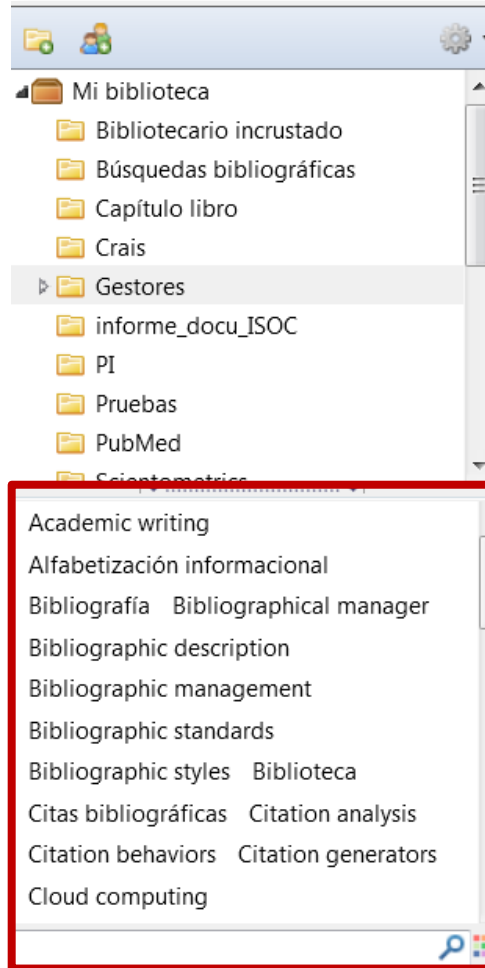 Mi biblioteca
Bibliotecario incrustado
Búsquedas bibliográficas
Capítulo libro
Crais
Gestores
informe_docu_ISOC
PI
Pruebas
PubMed
Scientometrics
Academic writing
Alfabetización informacional
Bibliografía Bibliographical manager
Bibliographic description
Bibliographic management
Bibliographic standards
Bibliographic styles Biblioteca
Citas bibliográficas Citation analysis
Citation behaviors Citation generators
Cloud computing